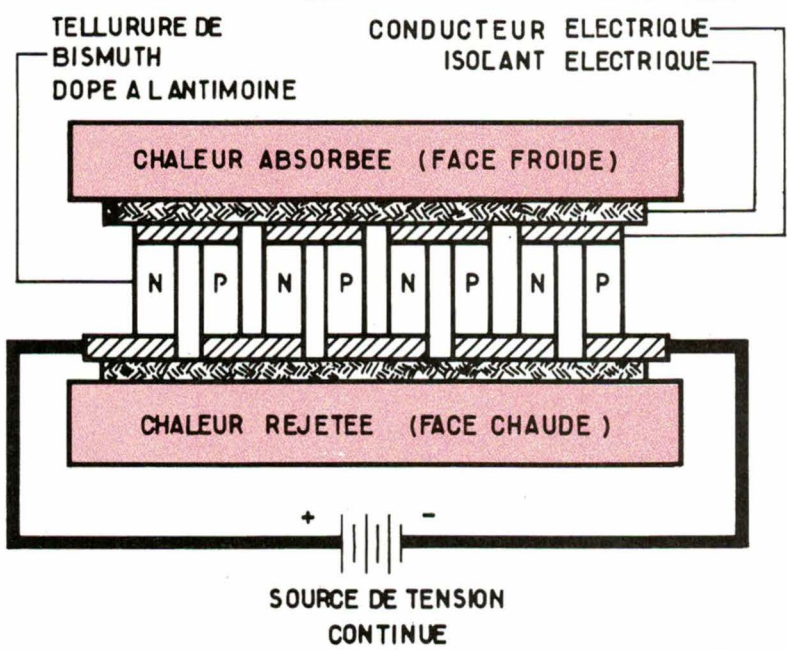 TELLURURE DE
BISMUTH
DOPE A L ANTIMOINE
CONDUCTEUR ELECTRIQUE
ISOLANT ELECTRIQUE
CHALEUR ABSORBEE (FACE FROIDE)
N P N P N P N P
CHALEUR REJETEE (FACE CHAUDE)
+ -
SOURCE DE TENSION
CONTINUE